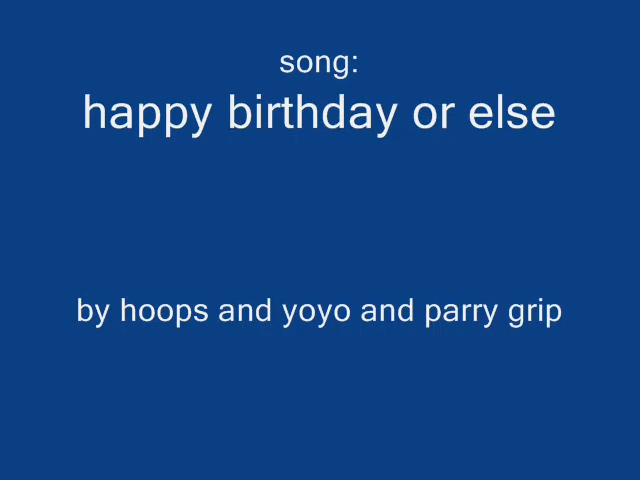 song:
happy birthday or else
by hoops and yoyo and parry grip